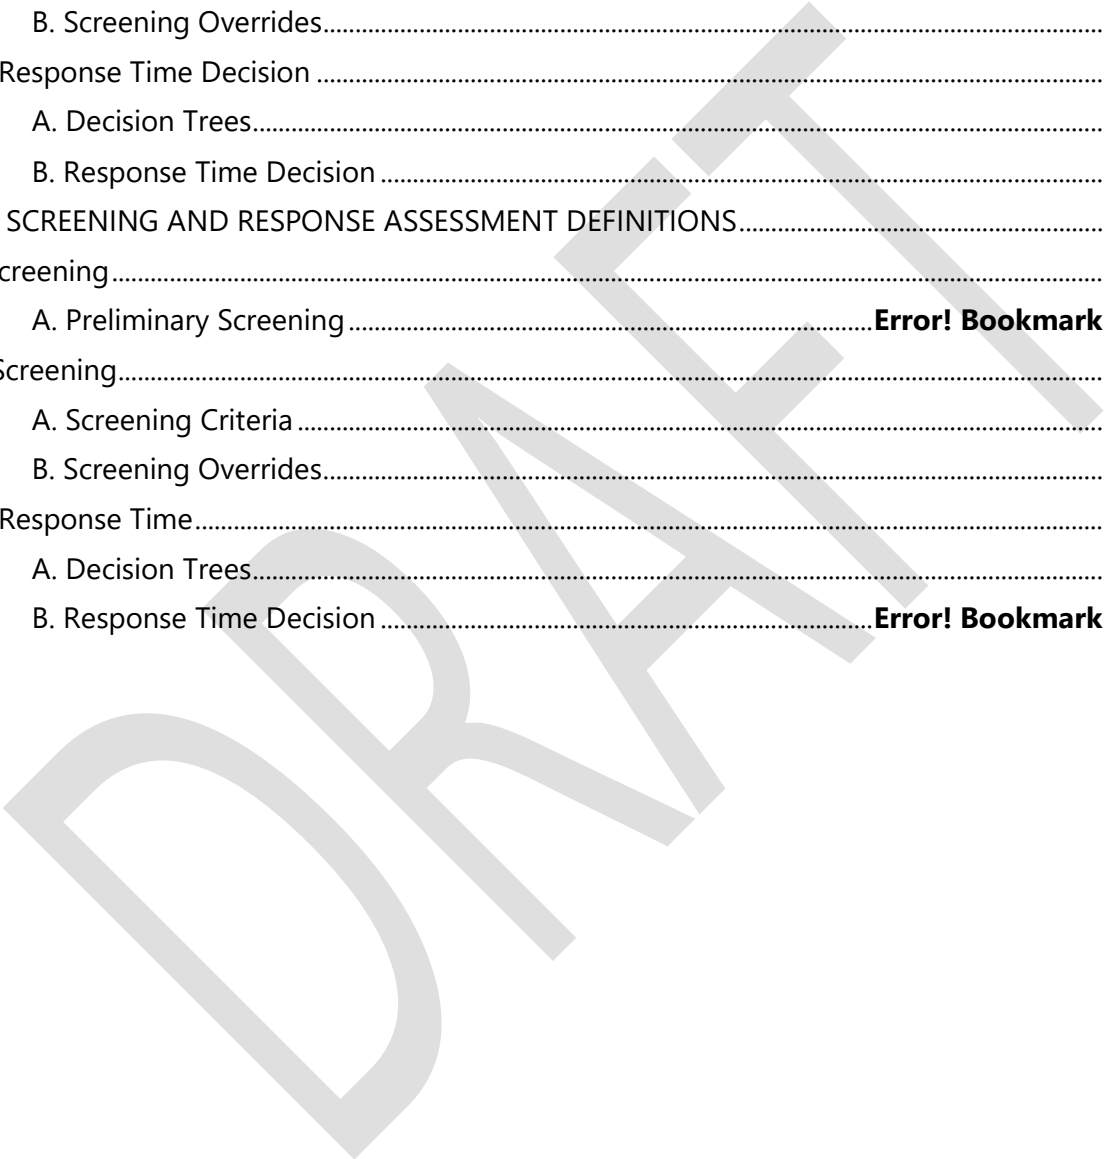 B. Screening Overrides
Response Time Decision
A. Decision Trees
B. Response Time Decision
SCREENING AND RESPONSE ASSESSMENT DEFINITIONS
creening
A. Preliminary Screening Error! Bookmark
Screening
A. Screening Criteria
B. Screening Overrides
Response Time
A. Decision Trees
B. Response Time Decision Error! Bookmark
DRAFT